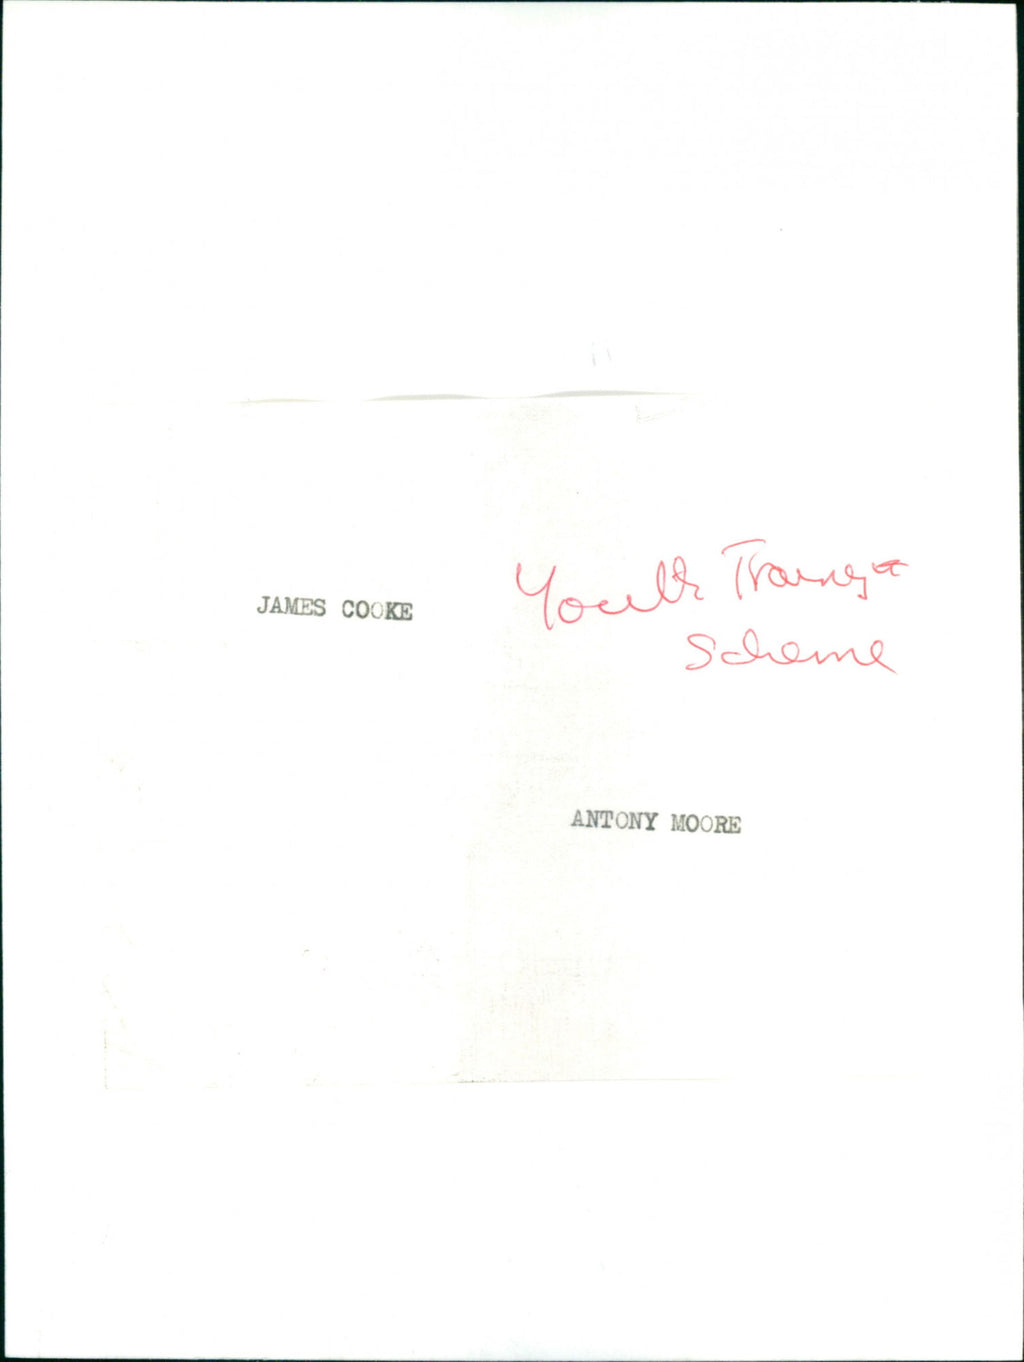 JAMES COOKE
Youth Training
Scheme
ANTONY MOORE